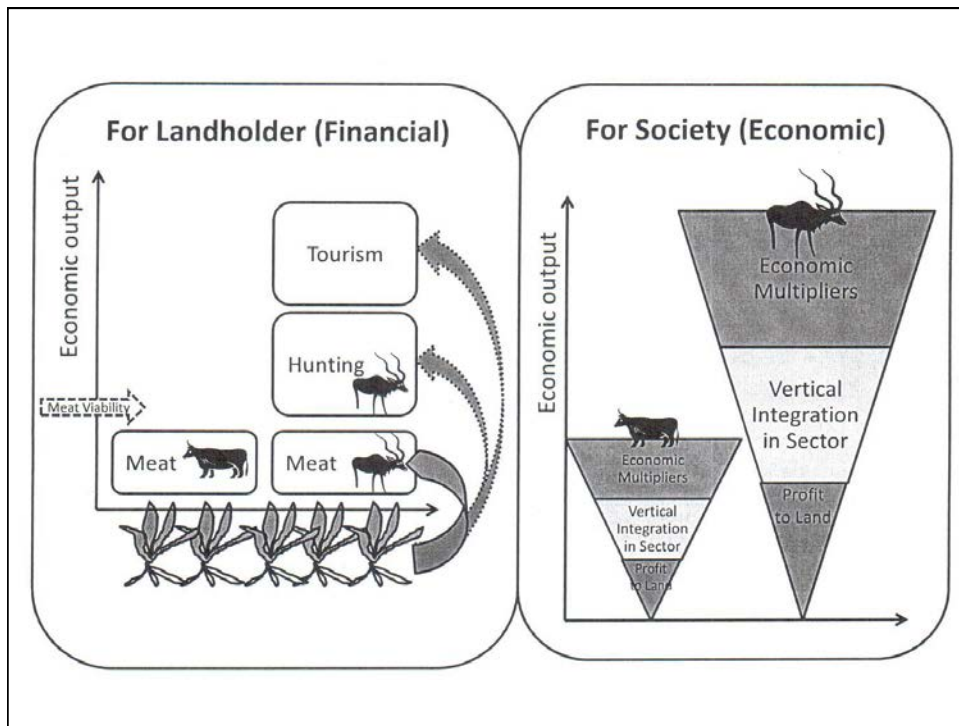 For Landholder (Financial)
Economic output
Tourism
Hunting
Meat Viability
Meat
Meat
For Society (Economic)
Economic output
Economic
Multipliers
Vertical
Integration
in Sector
Profit
to Land
Economic
Multipliers
Vertical
Integration
in Sector
Profit
to Land